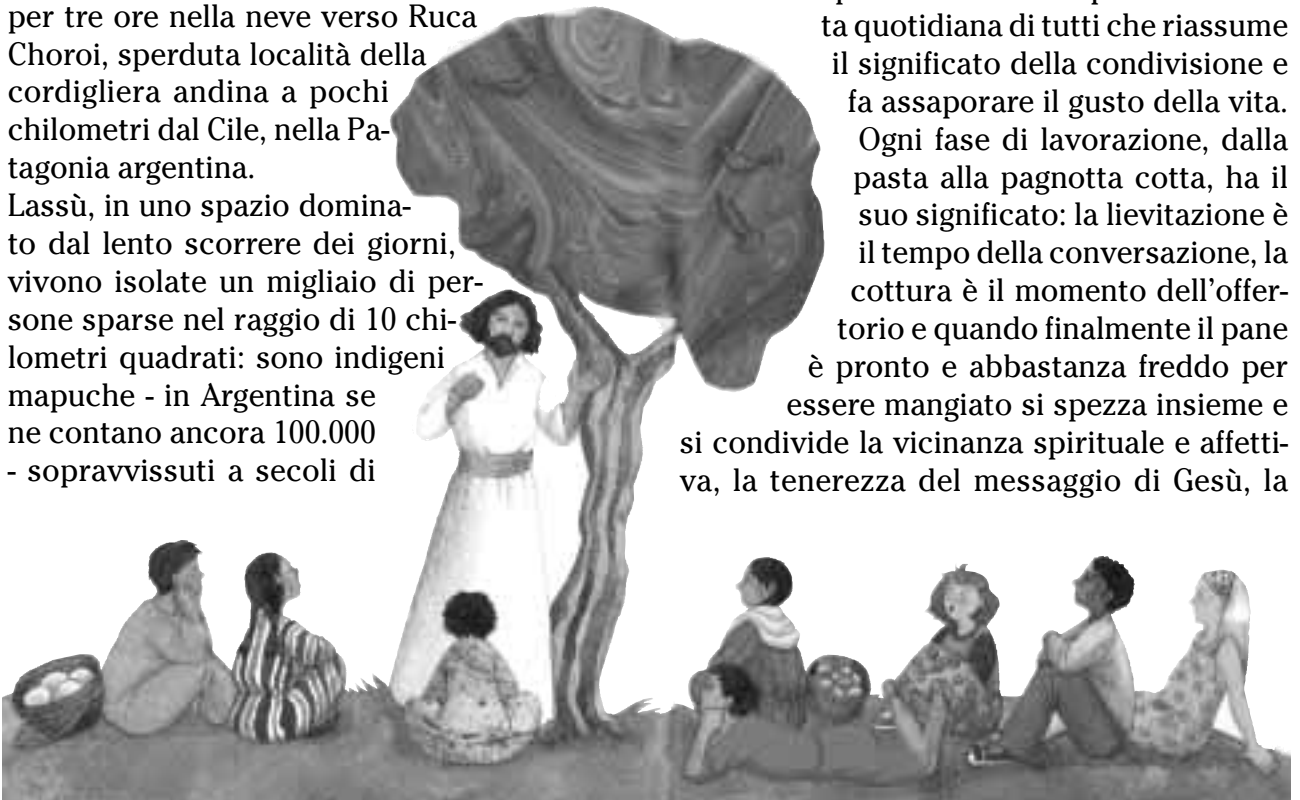 per tre ore nella neve verso Ruca
Choroi, sperduta località della
cordigliera andina a pochi
chilometri dal Cile, nella Pa-
tagonia argentina.
Lassù, in uno spazio domina-
to dal lento scorrere dei giorni,
vivono isolate un migliaio di per-
sone sparse nel raggio di 10 chi-
lometri quadrati: sono indigeni
mapuche - in Argentina se
ne contano ancora 100.000
- sopravvissuti a secoli di
ta quotidiana di tutti che riassume
il significato della condivisione e
fa assaporare il gusto della vita.
Ogni fase di lavorazione, dalla
pasta alla pagnotta cotta, ha il
suo significato: la lievitazione è
il tempo della conversazione, la
cottura è il momento dell'offer-
torio e quando finalmente il pane
è pronto e abbastanza freddo per
essere mangiato si spezza insieme e
si condivide la vicinanza spirituale e affetti-
va, la tenerezza del messaggio di Gesù, la